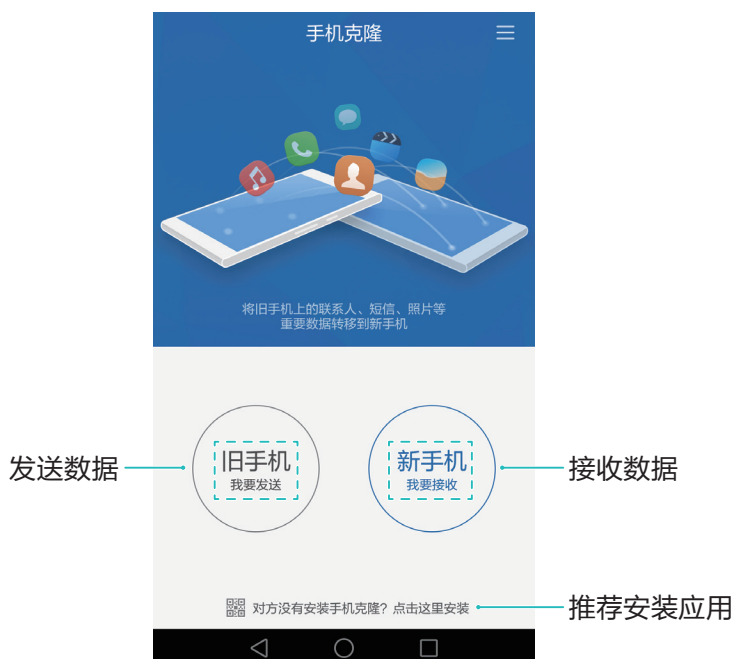 手机克隆
将旧手机上的联系人、短信、照片等
重要数据转移到新手机
发送数据
旧手机
我要发送
新手机
我要接收
接收数据
对方没有安装手机克隆？点击这里安装
推荐安装应用